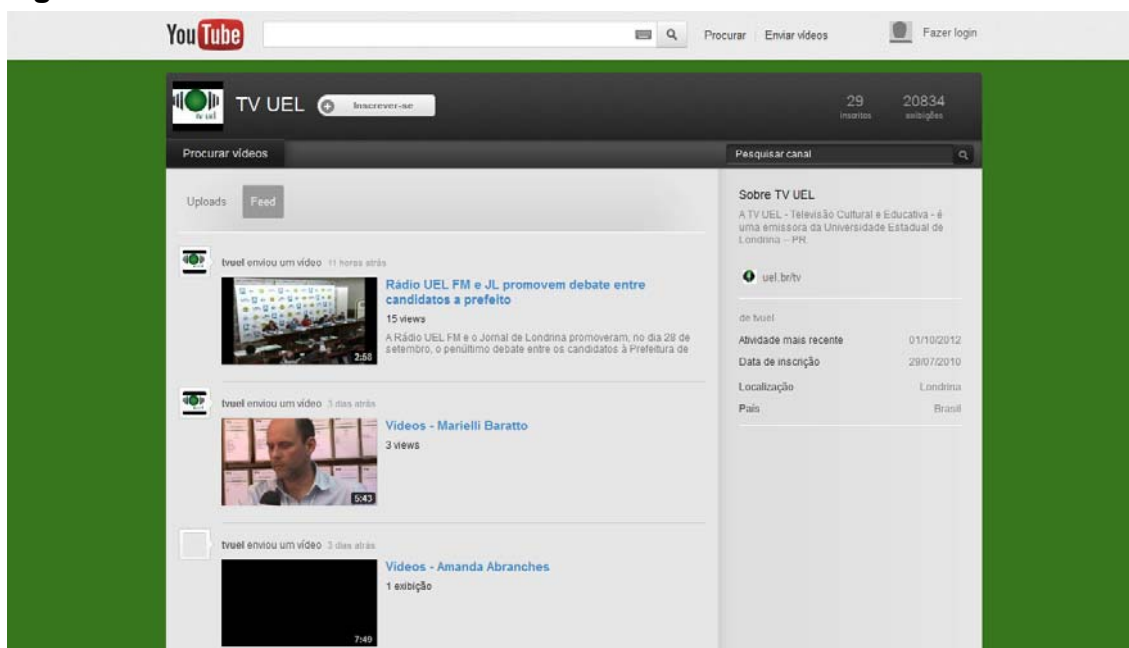 You Tube
Procurar Enviar vídeos Fazer login
tv uel
TV UEL Inscrever-se
29 20834
inscritos exibições
Procurar vídeos Pesquisar canal
Uploads Feed
tvuel enviou um vídeo 11 horas atrás
Rádio UEL FM e JL promovem debate entre
candidatos a prefeito
15 views
A Rádio UEL FM e o Jornal de Londrina promoveram, no dia 28 de
setembro, o penúltimo debate entre os candidatos à Prefeitura de
2:58
tvuel enviou um vídeo 3 dias atrás
Videos - Marielli Baratto
3 views
5:43
tvuel enviou um vídeo 3 dias atrás
Videos - Amanda Abranches
1 exibição
7:49
Sobre TV UEL
A TV UEL - Televisão Cultural e Educativa - é
uma emissora da Universidade Estadual de
Londrina – PR.
uel.br/tv
de tvuel
Atividade mais recente 01/10/2012
Data de inscrição 29/07/2010
Localização Londrina
País Brasil